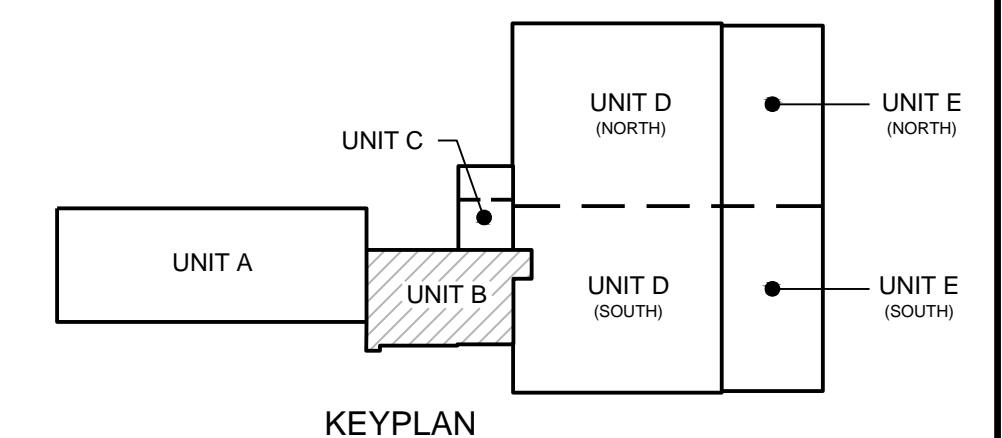 UNIT D
(NORTH)
UNIT E
(NORTH)
UNIT C
UNIT A
UNIT B
UNIT D
(SOUTH)
UNIT E
(SOUTH)
KEYPLAN